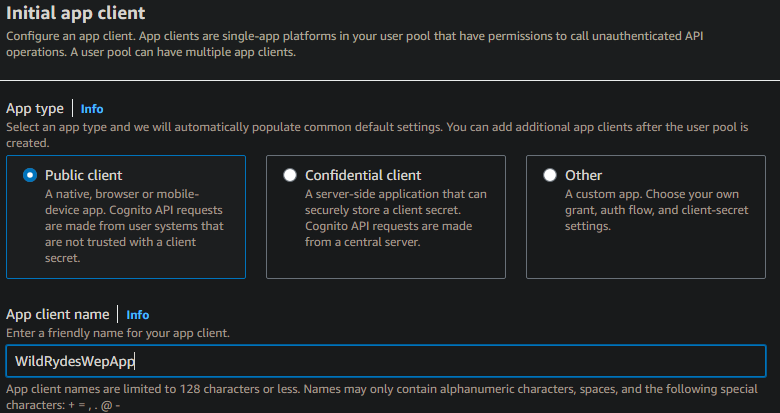 Initial app client
Configure an app client. App clients are single-app platforms in your user pool that have permissions to call unauthenticated API
operations. A user pool can have multiple app clients.
App type | Info
Select an app type and we will automatically populate common default settings. You can add additional app clients after the user pool is
created.
Public client
A native, browser or mobile-
device app. Cognito API requests
are made from user systems that
are not trusted with a client
secret.
Confidential client
A server-side application that can
securely store a client secret.
Cognito API requests are made
from a central server.
Other
A custom app. Choose your own
grant, auth flow, and client-secret
settings.
App client name | Info
Enter a friendly name for your app client.
WildRydesWepApp
App client names are limited to 128 characters or less. Names may only contain alphanumeric characters, spaces, and the following special
characters: + = , . @ -